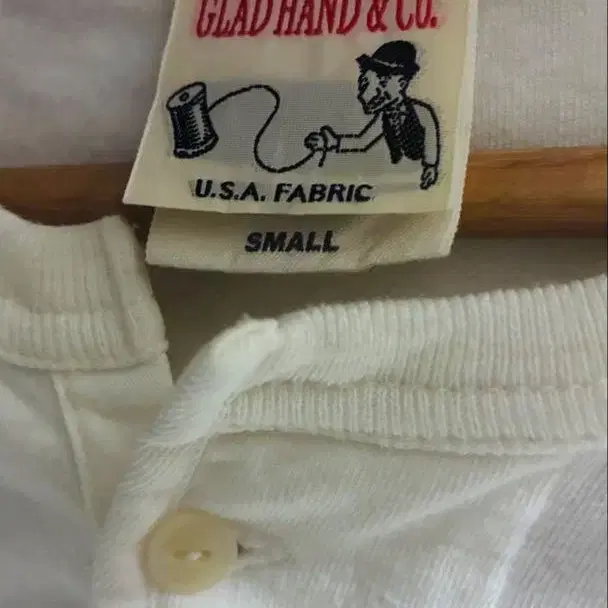 GLAD HAND & CO.
U.S.A. FABRIC
SMALL